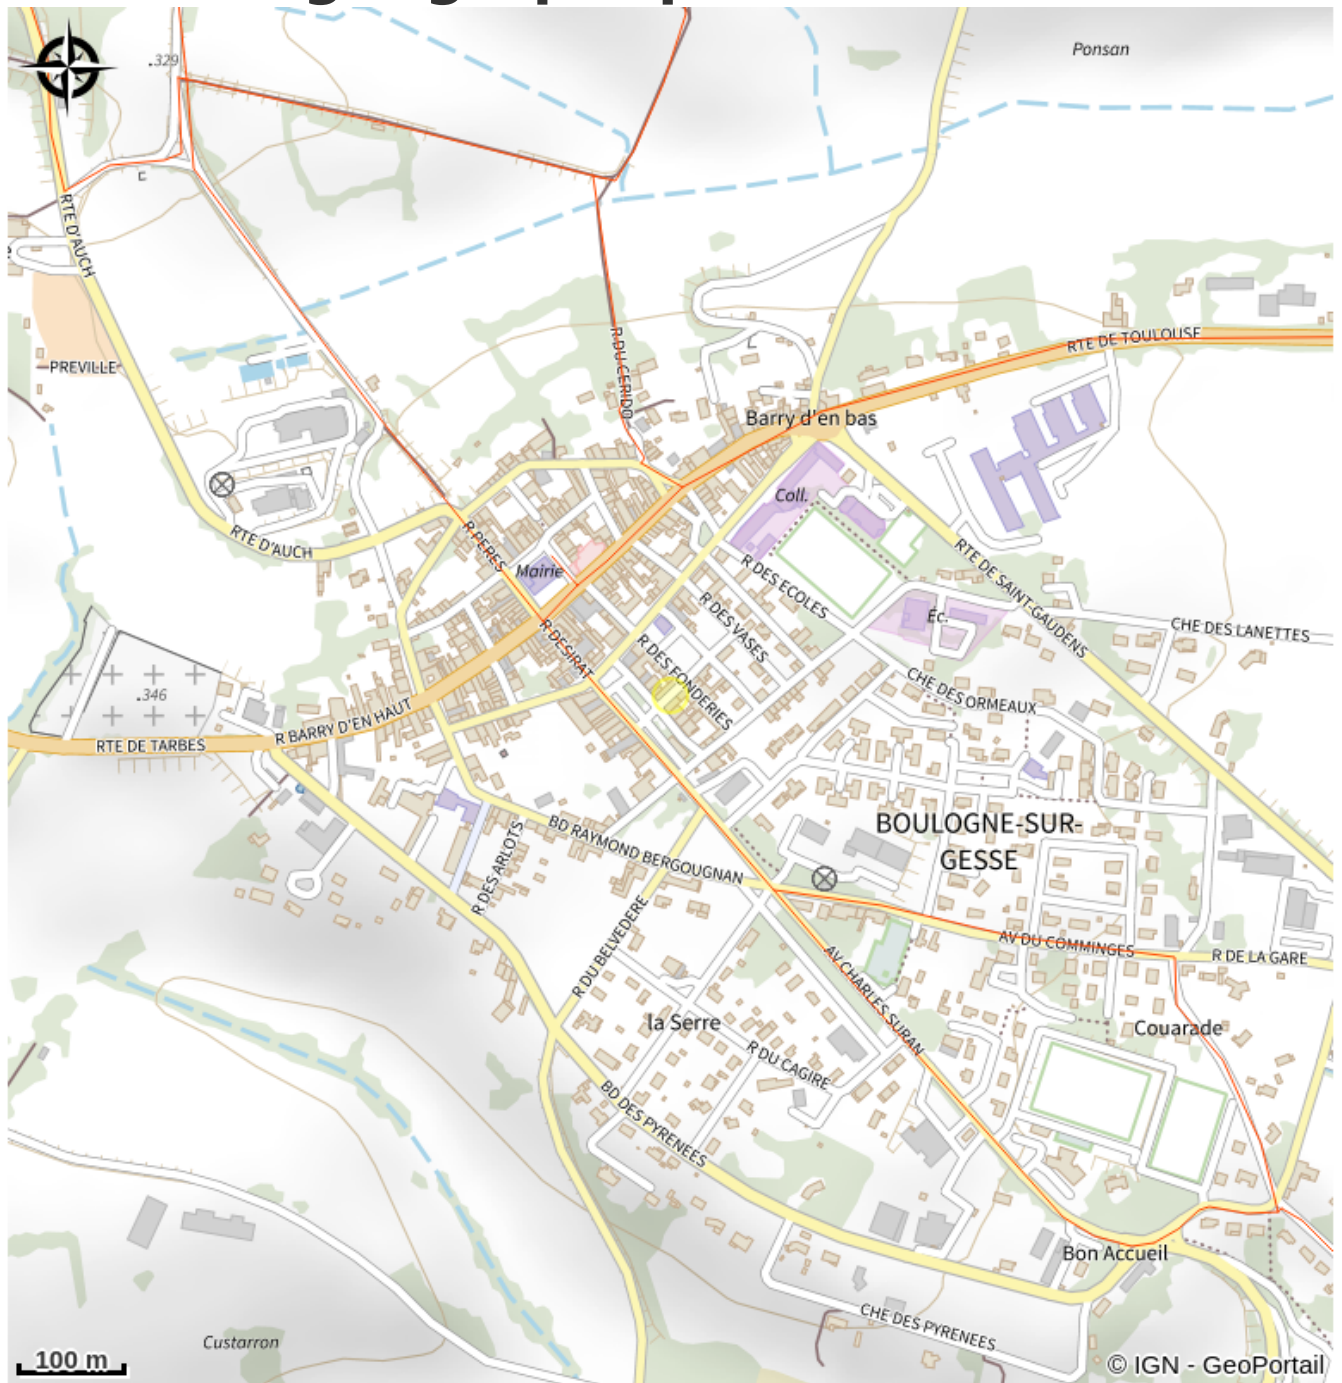 Ponsan
.329
RTE D'AUCH
RTE DE TOULOUSE
R DU CERIDO
PREVILLE
Barry d'en bas
Coll.
RTE D'AUCH
R PERES
Mairie
R DES ECOLES
RTE DE SAINT-GAUDENS
R DES VASES
Éc.
CHE DES LANETTES
R DESIRAT
R DES FONDERIES
CHE DES ORMEAUX
.346
R BARRY D'EN HAUT
RTE DE TARBES
BOULOGNE-SUR-
GESSE
BD RAYMOND BERGOUGNAN
R DES ARLOTS
R DU BELVEDERE
AV DU COMMINGES
R DE LA GARE
AV CHARLES SURAN
la Serre
Couarade
R DU CAGIRE
BD DES PYRENEES
Bon Accueil
CHE DES PYRENEES
Custarron
100 m
© IGN - GeoPortail